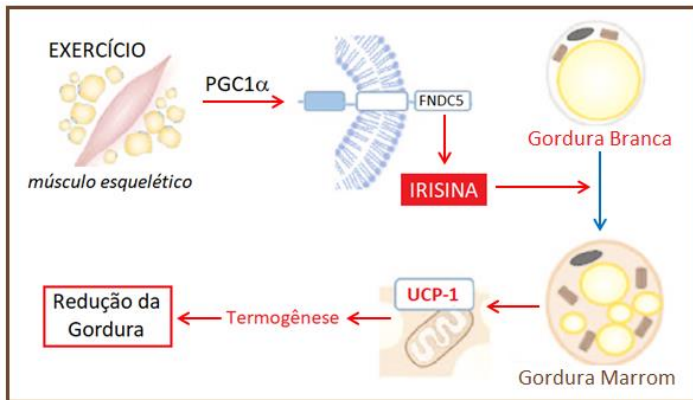 EXERCÍCIO
PGC1α
músculo esquelético
FNDC5
IRISINA
Gordura Branca
Gordura Marrom
UCP-1
Termogênese
Redução da
Gordura